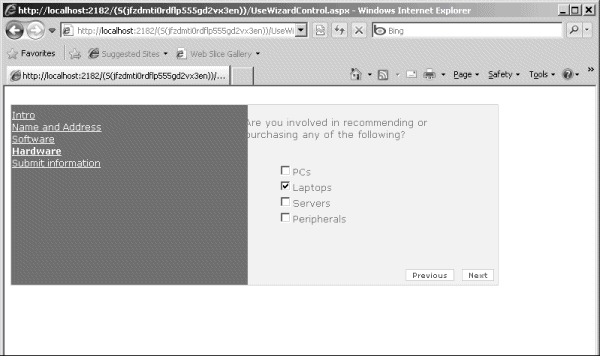 http://localhost:2182/(S(jfzdmti0rdflp555gd2vx3en))/UseWizardControl.aspx - Windows Internet Explorer
http://localhost:2182/(S(jfzdmti0rdflp555gd2vx3en))/UseWi
Bing
Favorites Suggested Sites Web Slice Gallery
http://localhost:2182/(S(jfzdmti0rdflp555gd2vx3en))/...
Page Safety Tools
Intro
Name and Address
Software
Hardware
Submit information
Are you involved in recommending or
purchasing any of the following?
PCs
Laptops
Servers
Peripherals
Previous Next